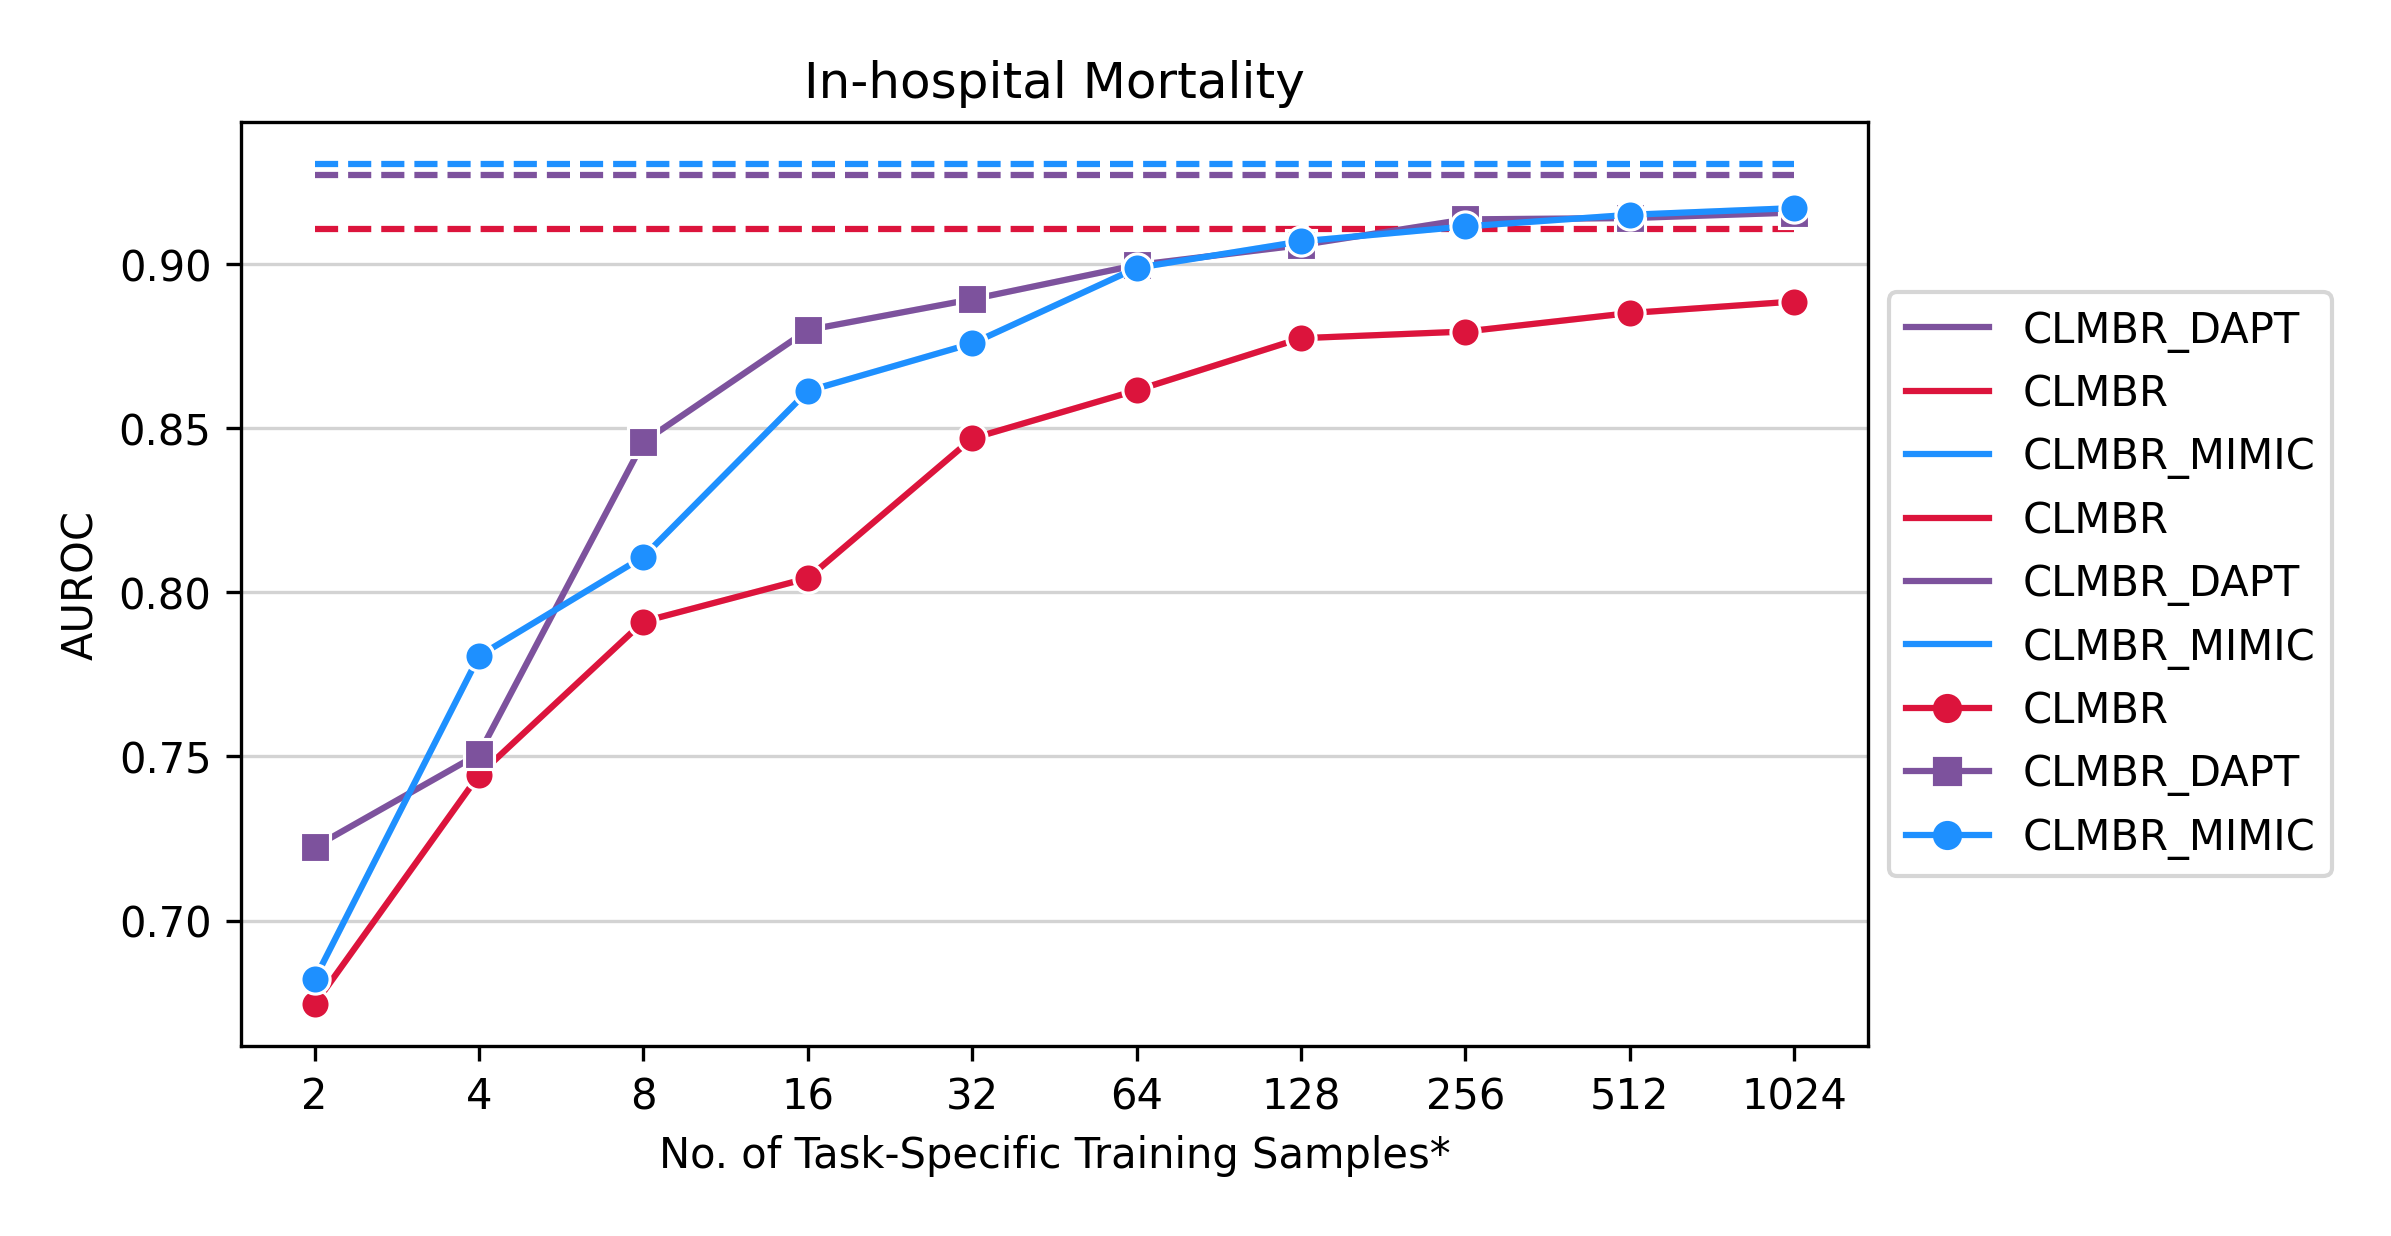 In-hospital Mortality
AUROC
0.90
0.85
0.80
0.75
0.70
2 4 8 16 32 64 128 256 512 1024
No. of Task-Specific Training Samples*
CLMBR_DAPT
CLMBR
CLMBR_MIMIC
CLMBR
CLMBR_DAPT
CLMBR_MIMIC
CLMBR
CLMBR_DAPT
CLMBR_MIMIC